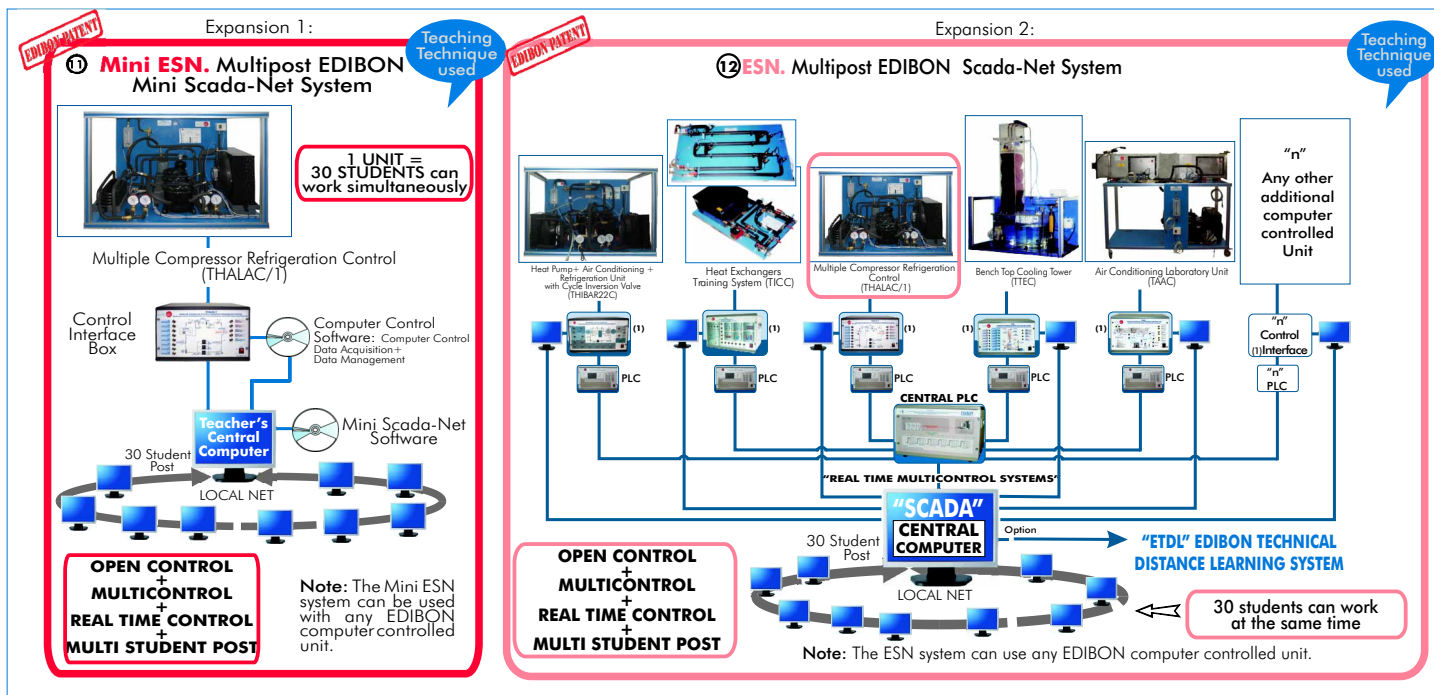 Expansion 1:
EDIBON PATENT
Teaching
Technique
used
11 Mini ESN. Multipost EDIBON
Mini Scada-Net System
1 UNIT =
30 STUDENTS can
work simultaneously
Multiple Compressor Refrigeration Control
(THALAC/1)
Control
Interface
Box
Computer Control
Software: Computer Control
Data Acquisition+
Data Management
Teacher's
Central
Computer
Mini Scada-Net
Software
30 Student
Post
LOCAL NET
OPEN CONTROL
+
MULTICONTROL
+
REAL TIME CONTROL
+
MULTI STUDENT POST
Note: The Mini ESN
system can be used
with any EDIBON
computer controlled
unit.
Expansion 2:
EDIBON PATENT
Teaching
Technique
used
12 ESN. Multipost EDIBON Scada-Net System
Heat Pump+ Air Conditioning +
Refrigeration Unit
with Cycle Inversion Valve
(THIBAR22C)
Heat Exchangers
Training System (TICC)
Multiple Compressor Refrigeration
Control
(THALAC/1)
Bench Top Cooling Tower
(TTEC)
Air Conditioning Laboratory Unit
(TAAC)
"n"
Any other
additional
computer
controlled
Unit
(1)
(1)
(1)
(1)
(1)
"n"
Control
(1)Interface
PLC
PLC
PLC
PLC
PLC
"n"
PLC
CENTRAL PLC
"REAL TIME MULTICONTROL SYSTEMS"
"SCADA"
CENTRAL
COMPUTER
Option
"ETDL" EDIBON TECHNICAL
DISTANCE LEARNING SYSTEM
30 Student
Post
LOCAL NET
OPEN CONTROL
+
MULTICONTROL
+
REAL TIME CONTROL
+
MULTI STUDENT POST
30 students can work
at the same time
Note: The ESN system can use any EDIBON computer controlled unit.